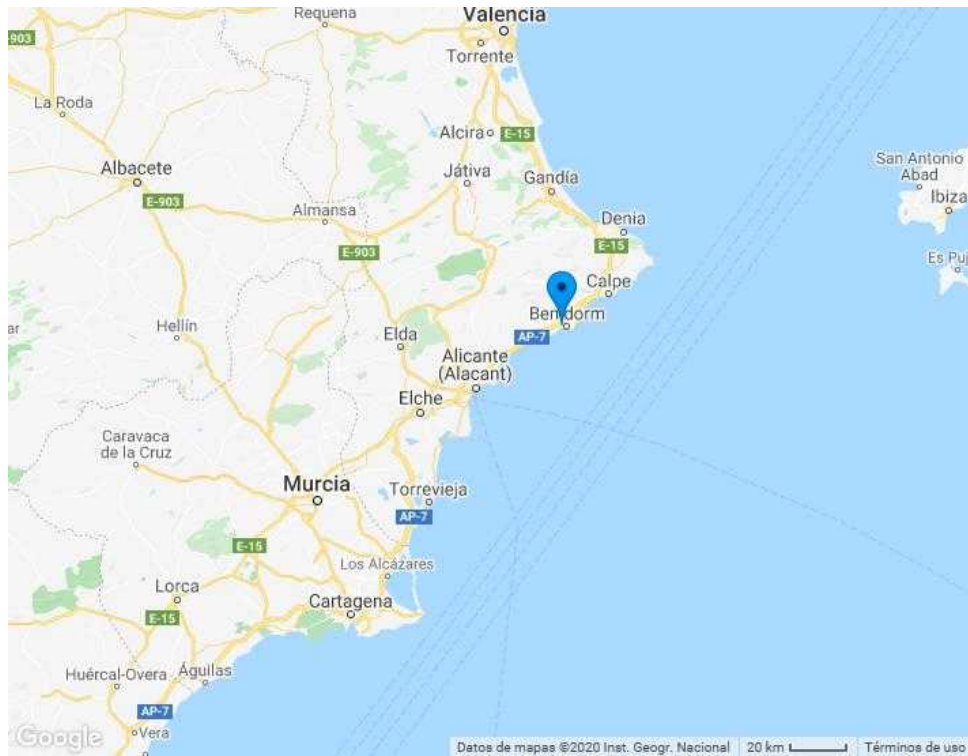 Requena
Valencia
Torrente
La Roda
Alcira
E-15
San Antonio
Abad
Albacete
Játiva
Gandía
E-903
Ibiza
Almansa
Denia
E-903
E-15
Calpe
Benidorm
Hellín
Elda
AP-7
Alicante
(Alacant)
Elche
Caravaca
de la Cruz
Murcia
Torrevieja
AP-7
E-15
Los Alcázares
Lorca
Cartagena
E-15
Huércal-Overa
Águilas
AP-7
Vera
Google
Datos de mapas ©2020 Inst. Geogr. Nacional
20 km
Términos de uso